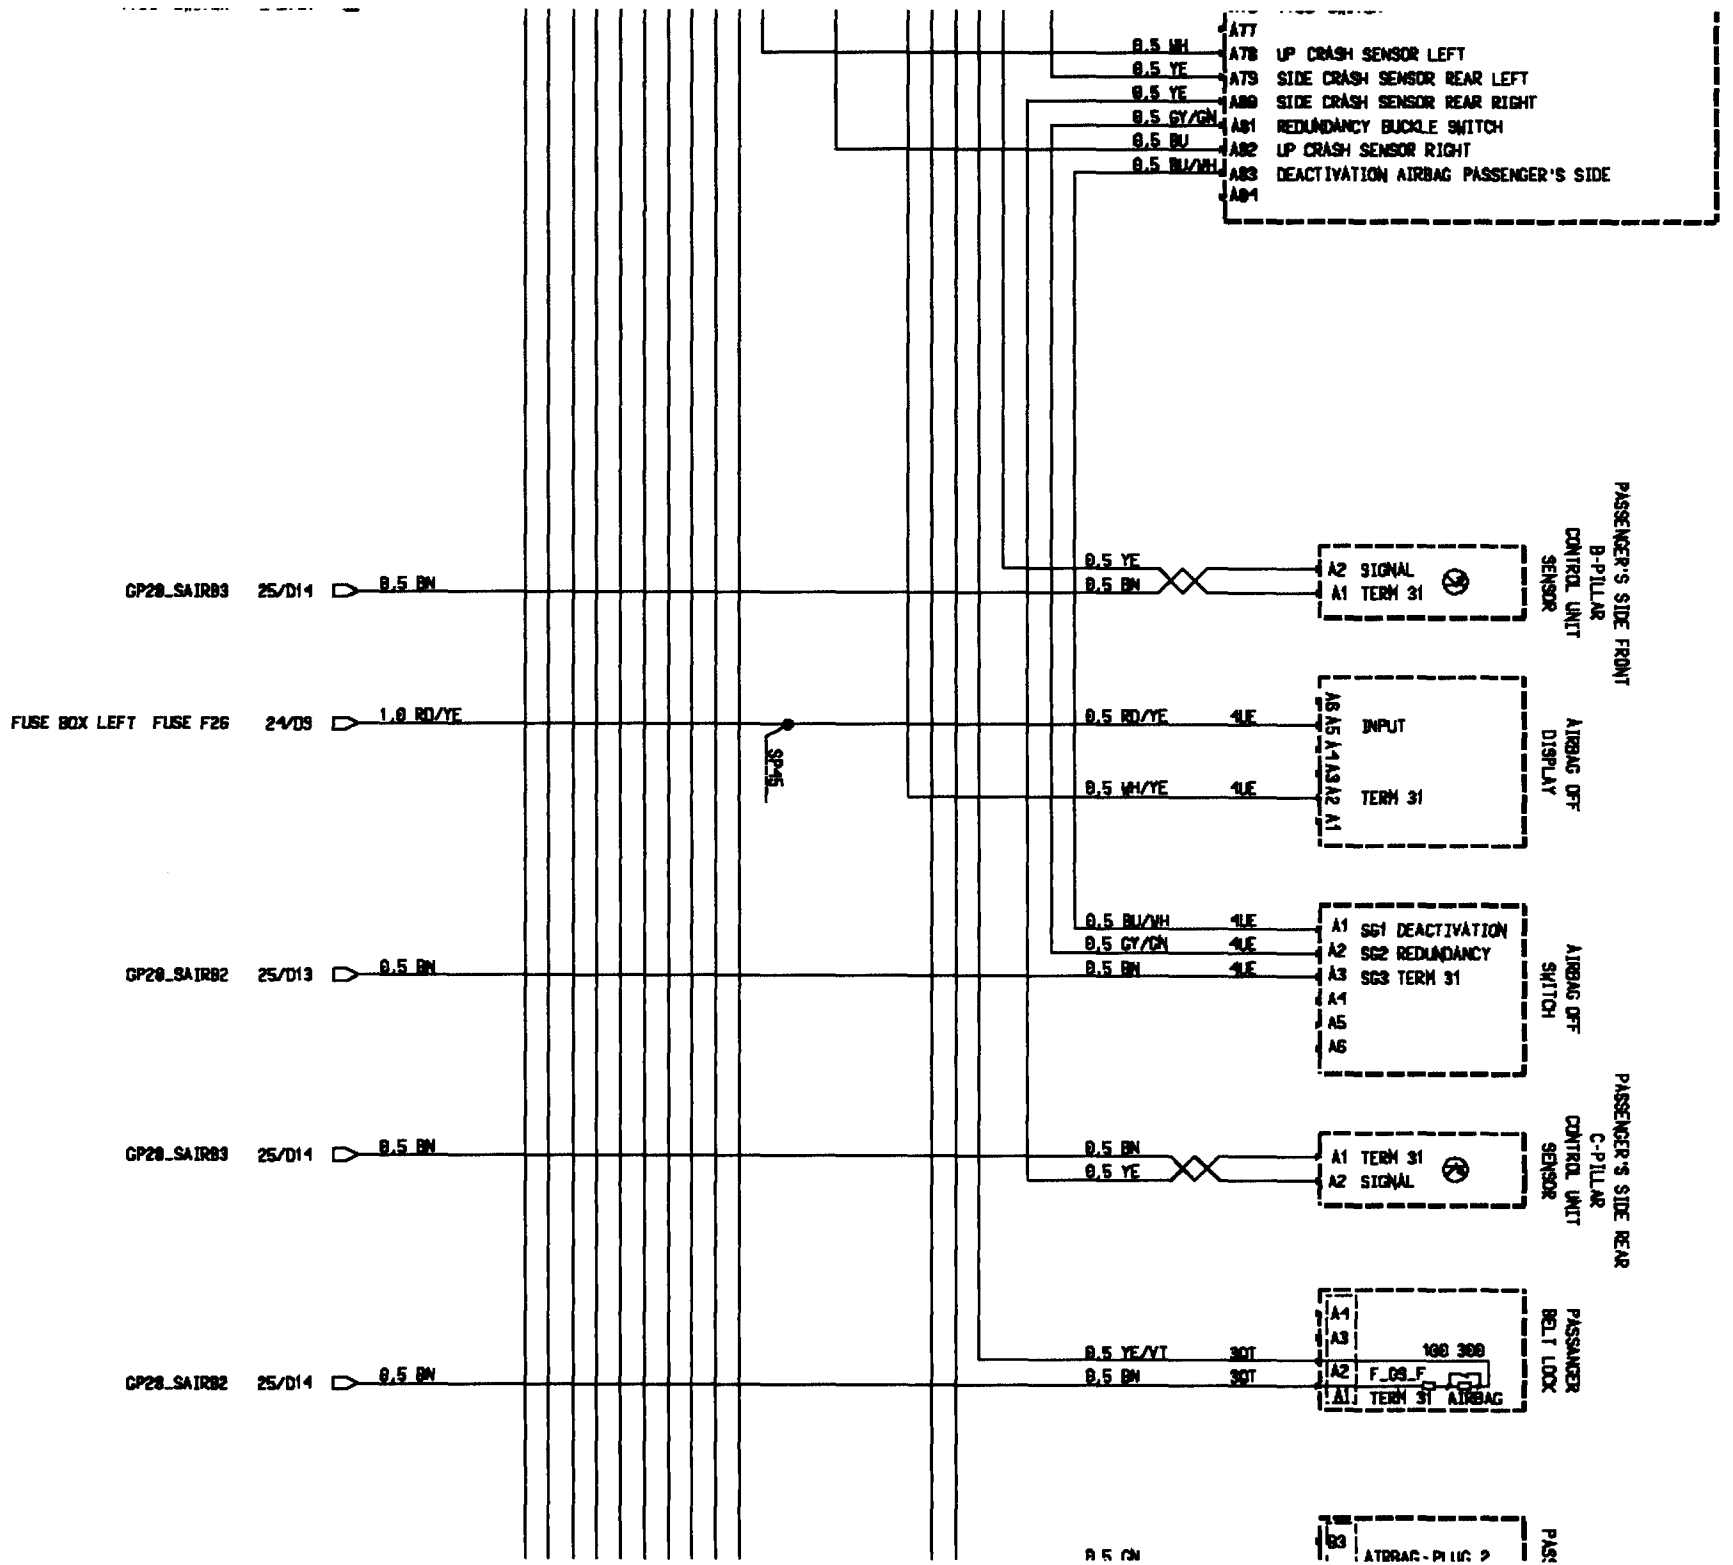 A77
0.5 WH A78 UP CRASH SENSOR LEFT
0.5 YE A79 SIDE CRASH SENSOR REAR LEFT
0.5 YE A80 SIDE CRASH SENSOR REAR RIGHT
0.5 GY/GN A81 REDUNDANCY BUCKLE SWITCH
0.5 BU A82 UP CRASH SENSOR RIGHT
0.5 BU/WH A83 DEACTIVATION AIRBAG PASSENGER'S SIDE
A84
PASSENGER'S SIDE FRONT
B-PILLAR
CONTROL UNIT
SENSOR
0.5 YE A2 SIGNAL
GP20_SAIRB3 25/D14 0.5 BN 0.5 BN A1 TERM 31
AIRBAG OFF
DISPLAY
A6 A5 A4 A3 A2 A1
FUSE BOX LEFT FUSE F26 24/D9 1.0 RD/YE 0.5 RD/YE 4UE INPUT
SP45
0.5 WH/YE 4UE TERM 31
AIRBAG OFF
SWITCH
0.5 BU/WH 4UE A1 SG1 DEACTIVATION
0.5 GY/GN 4UE A2 SG2 REDUNDANCY
GP20_SAIRB2 25/D13 0.5 BN 0.5 BN 4UE A3 SG3 TERM 31
A4
A5
A6
PASSENGER'S SIDE REAR
C-PILLAR
CONTROL UNIT
SENSOR
GP20_SAIRB3 25/D14 0.5 BN 0.5 BN A1 TERM 31
0.5 YE A2 SIGNAL
PASSANGER
BELT LOCK
A4
A3
0.5 YE/VT 3OT 100 300
A2 F_GS_F
GP20_SAIRB2 25/D14 0.5 BN 0.5 BN 3OT
A1 TERM 31 AIRBAG
B3
0.5 GN AIRBAG-PLUG 2
PAS